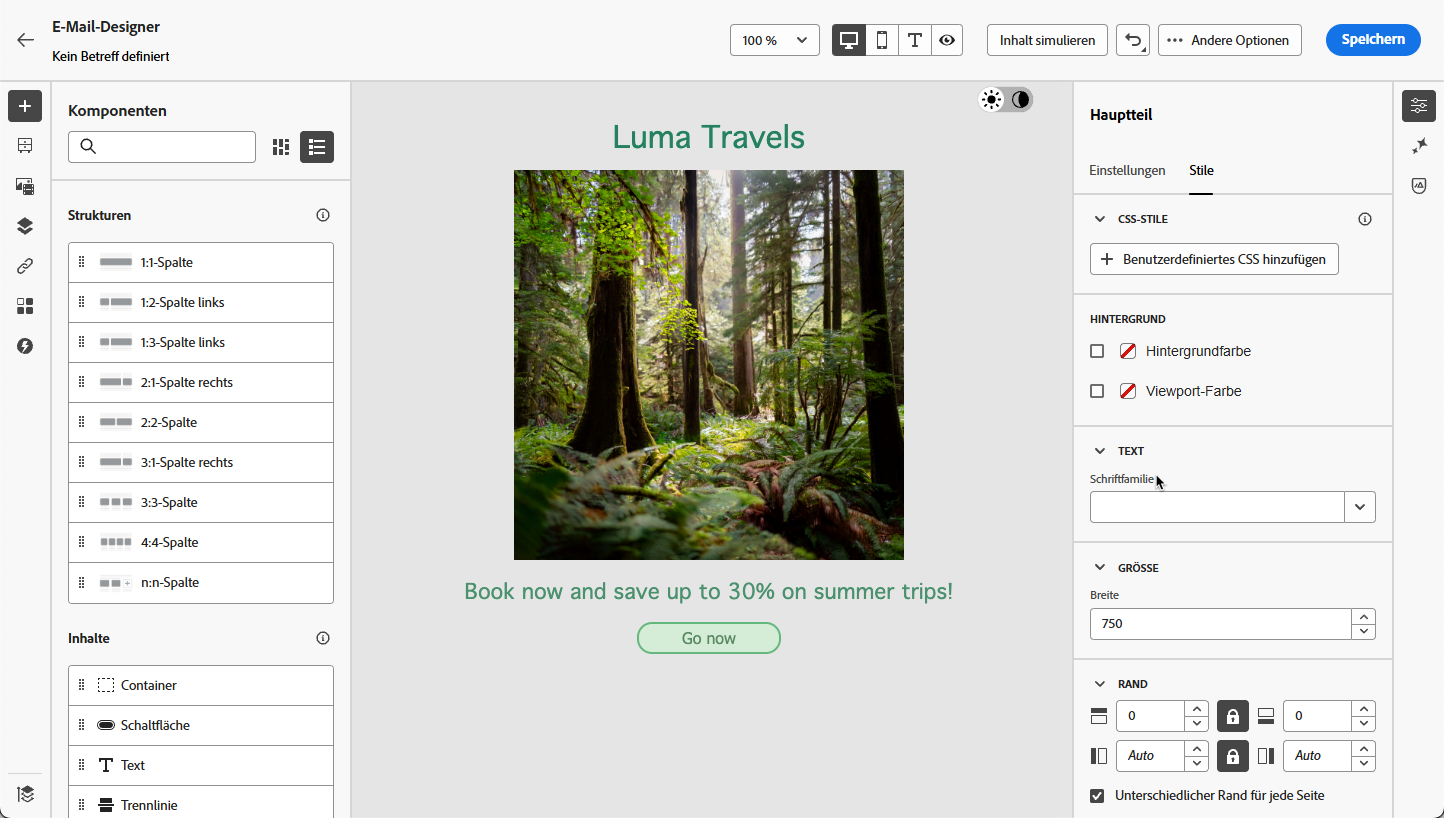 E-Mail-Designer
Kein Betreff definiert
100 %
Inhalt simulieren
Andere Optionen
Speichern
Komponenten
Strukturen
1:1-Spalte
1:2-Spalte links
1:3-Spalte links
2:1-Spalte rechts
2:2-Spalte
3:1-Spalte rechts
3:3-Spalte
4:4-Spalte
n:n-Spalte
Inhalte
Container
Schaltfläche
Text
Trennlinie
Luma Travels
Book now and save up to 30% on summer trips!
Go now
Hauptteil
Einstellungen Stile
CSS-STILE
Benutzerdefiniertes CSS hinzufügen
HINTERGRUND
Hintergrundfarbe
Viewport-Farbe
TEXT
Schriftfamilie
GRÖSSE
Breite
750
RAND
0 0
Auto Auto
Unterschiedlicher Rand für jede Seite